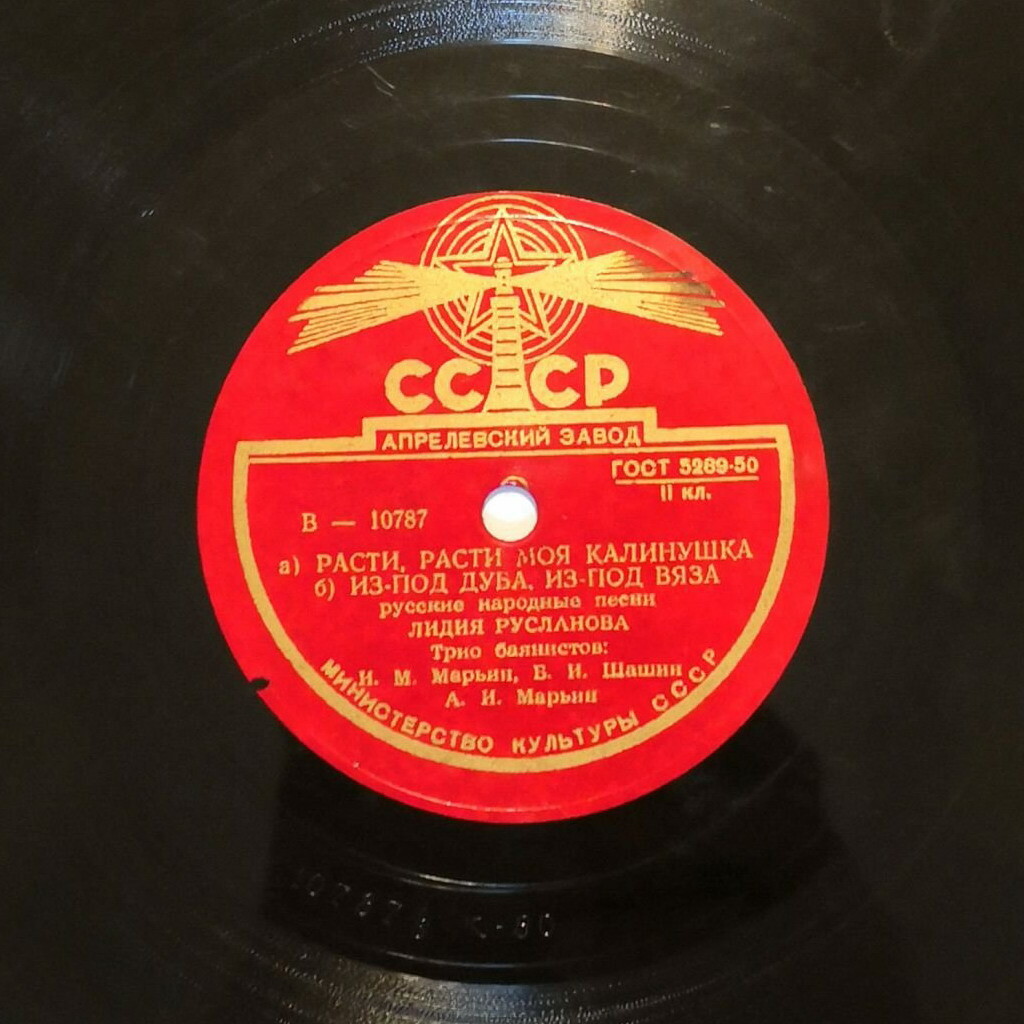 СССР
АПРЕЛЕВСКИЙ ЗАВОД
ГОСТ 5289-50
II кл.
В — 10787
а) РАСТИ, РАСТИ МОЯ КАЛИНУШКА
б) ИЗ-ПОД ДУБА, ИЗ-ПОД ВЯЗА
русские народные песни
ЛИДИЯ РУСЛАНОВА
Трио баянистов:
И. М. Марьин, В. И. Шашин
А. И. Марьин
МИНИСТЕРСТВО КУЛЬТУРЫ СССР